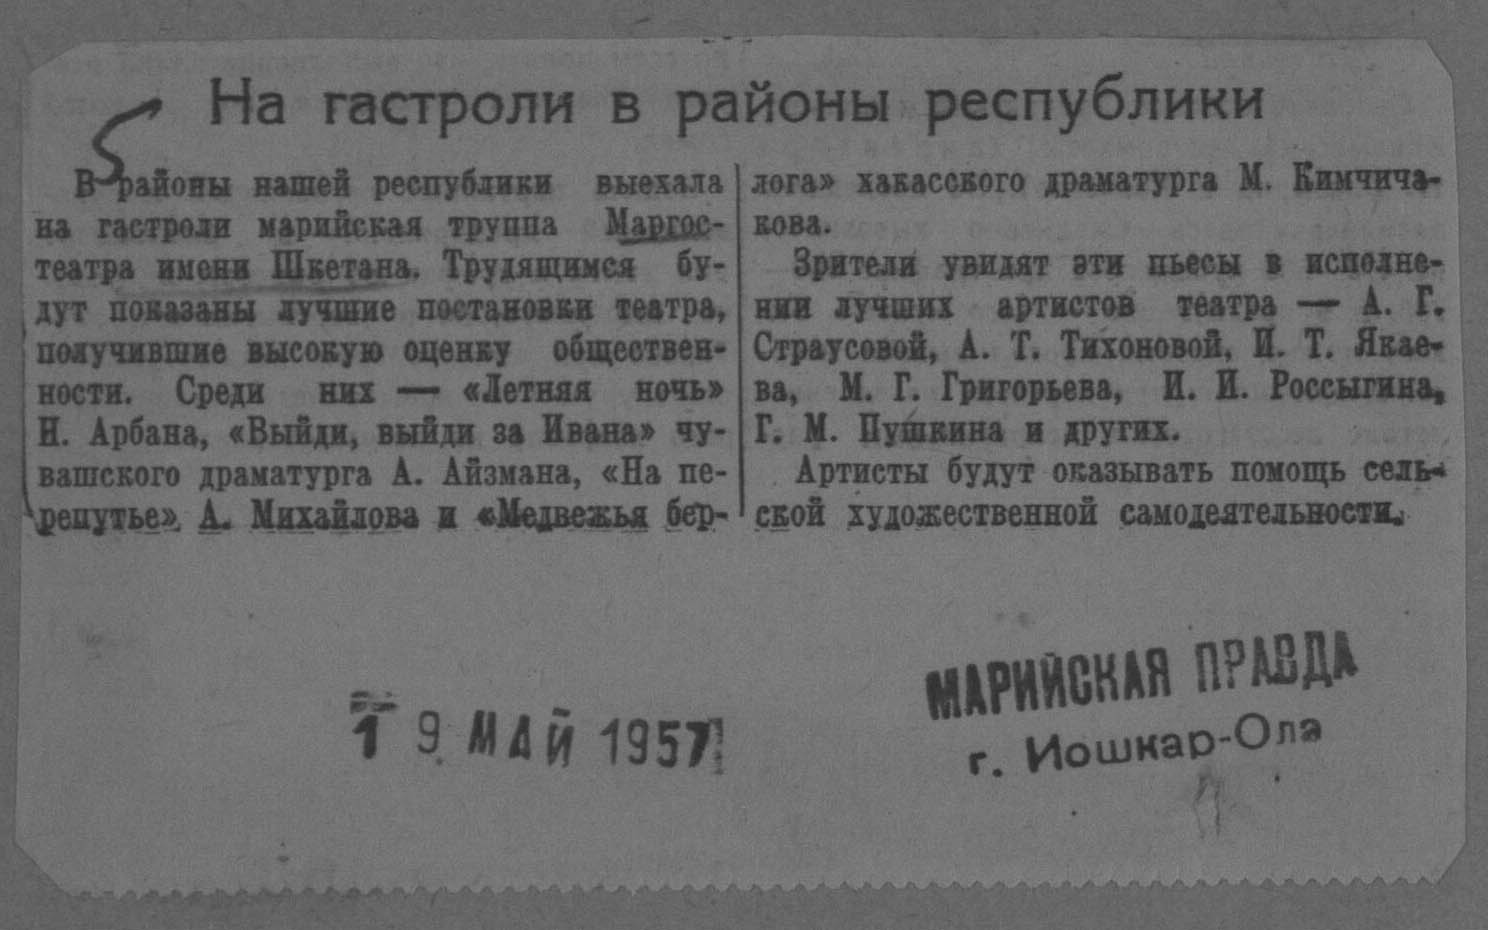 На гастроли в районы республики
В районы нашей республики выехала
на гастроли марийская труппа Маргос-
театра имени Шкетана. Трудящимся бу-
дут показаны лучшие постановки театра,
получившие высокую оценку обществен-
ности. Среди них — «Летняя ночь»
Н. Арбана, «Выйди, выйди за Ивана» чу-
вашского драматурга А. Айзмана, «На пе-
репутье» А. Михайлова и «Медвежья бер-
лога» хакасского драматурга М. Кимчича-
кова.
Зрители увидят эти пьесы в исполне-
нии лучших артистов театра — А. Г.
Страусовой, А. Т. Тихоновой, И. Т. Якае-
ва, М. Г. Григорьева, И. И. Россыгина,
Г. М. Пушкина и других.
Артисты будут оказывать помощь сель-
ской художественной самодеятельности.
19 МАЙ 1957
МАРИЙСКАЯ ПРАВДА
г. Йошкар-Ола